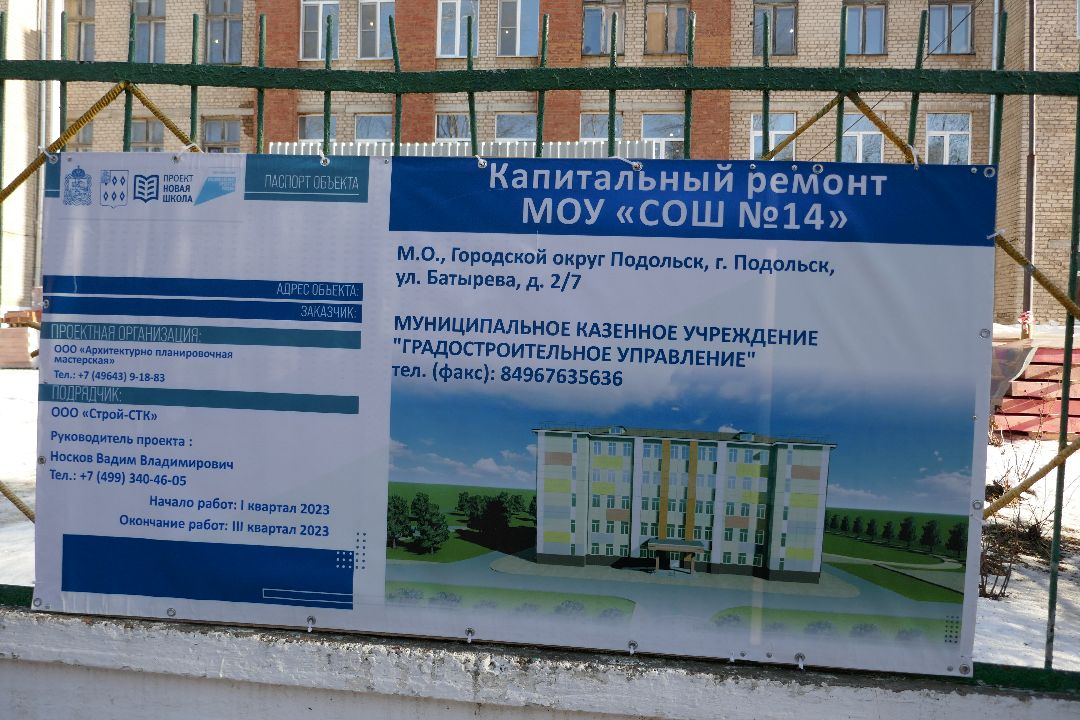 ПРОЕКТ
НОВАЯ
ШКОЛА
ПАСПОРТ ОБЪЕКТА
Капитальный ремонт
МОУ «СОШ №14»
М.О., Городской округ Подольск, г. Подольск,
ул. Батырева, д. 2/7
АДРЕС ОБЪЕКТА:
ЗАКАЗЧИК:
МУНИЦИПАЛЬНОЕ КАЗЕННОЕ УЧРЕЖДЕНИЕ
"ГРАДОСТРОИТЕЛЬНОЕ УПРАВЛЕНИЕ"
тел. (факс): 84967635636
ПРОЕКТНАЯ ОРГАНИЗАЦИЯ:
ООО «Архитектурно планировочная
мастерская»
Тел.: +7 (49643) 9-18-83
ПОДРЯДЧИК:
ООО «Строй-СТК»
Руководитель проекта :
Носков Вадим Владимирович
Тел.: +7 (499) 340-46-05
Начало работ: I квартал 2023
Окончание работ: III квартал 2023